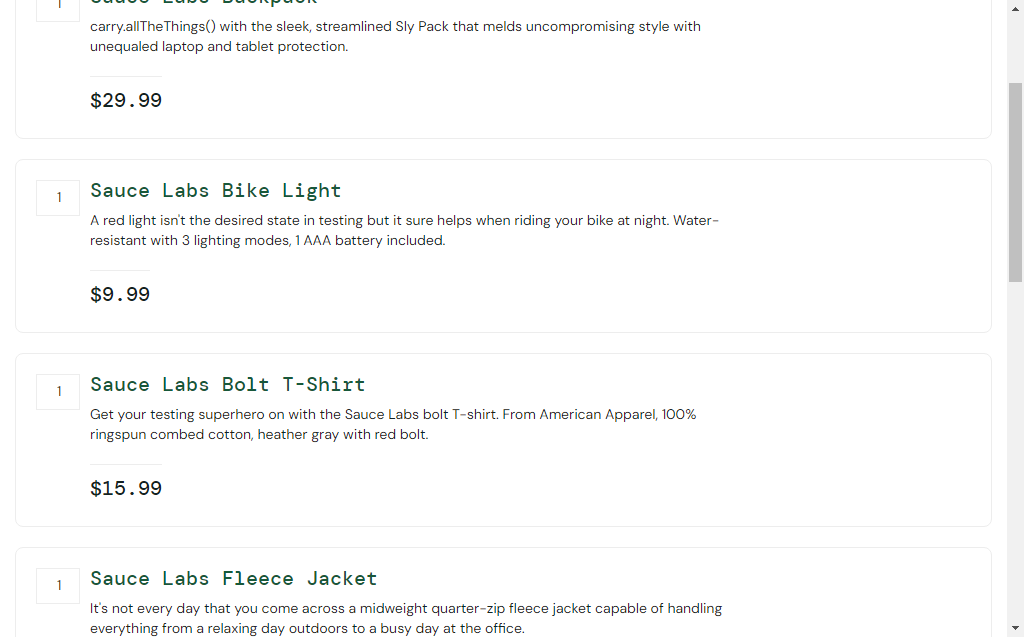 1
Sauce Labs Backpack
carry.allTheThings() with the sleek, streamlined Sly Pack that melds uncompromising style with
unequaled laptop and tablet protection.
$29.99
1
Sauce Labs Bike Light
A red light isn't the desired state in testing but it sure helps when riding your bike at night. Water-
resistant with 3 lighting modes, 1 AAA battery included.
$9.99
1
Sauce Labs Bolt T-Shirt
Get your testing superhero on with the Sauce Labs bolt T-shirt. From American Apparel, 100%
ringspun combed cotton, heather gray with red bolt.
$15.99
1
Sauce Labs Fleece Jacket
It's not every day that you come across a midweight quarter-zip fleece jacket capable of handling
everything from a relaxing day outdoors to a busy day at the office.